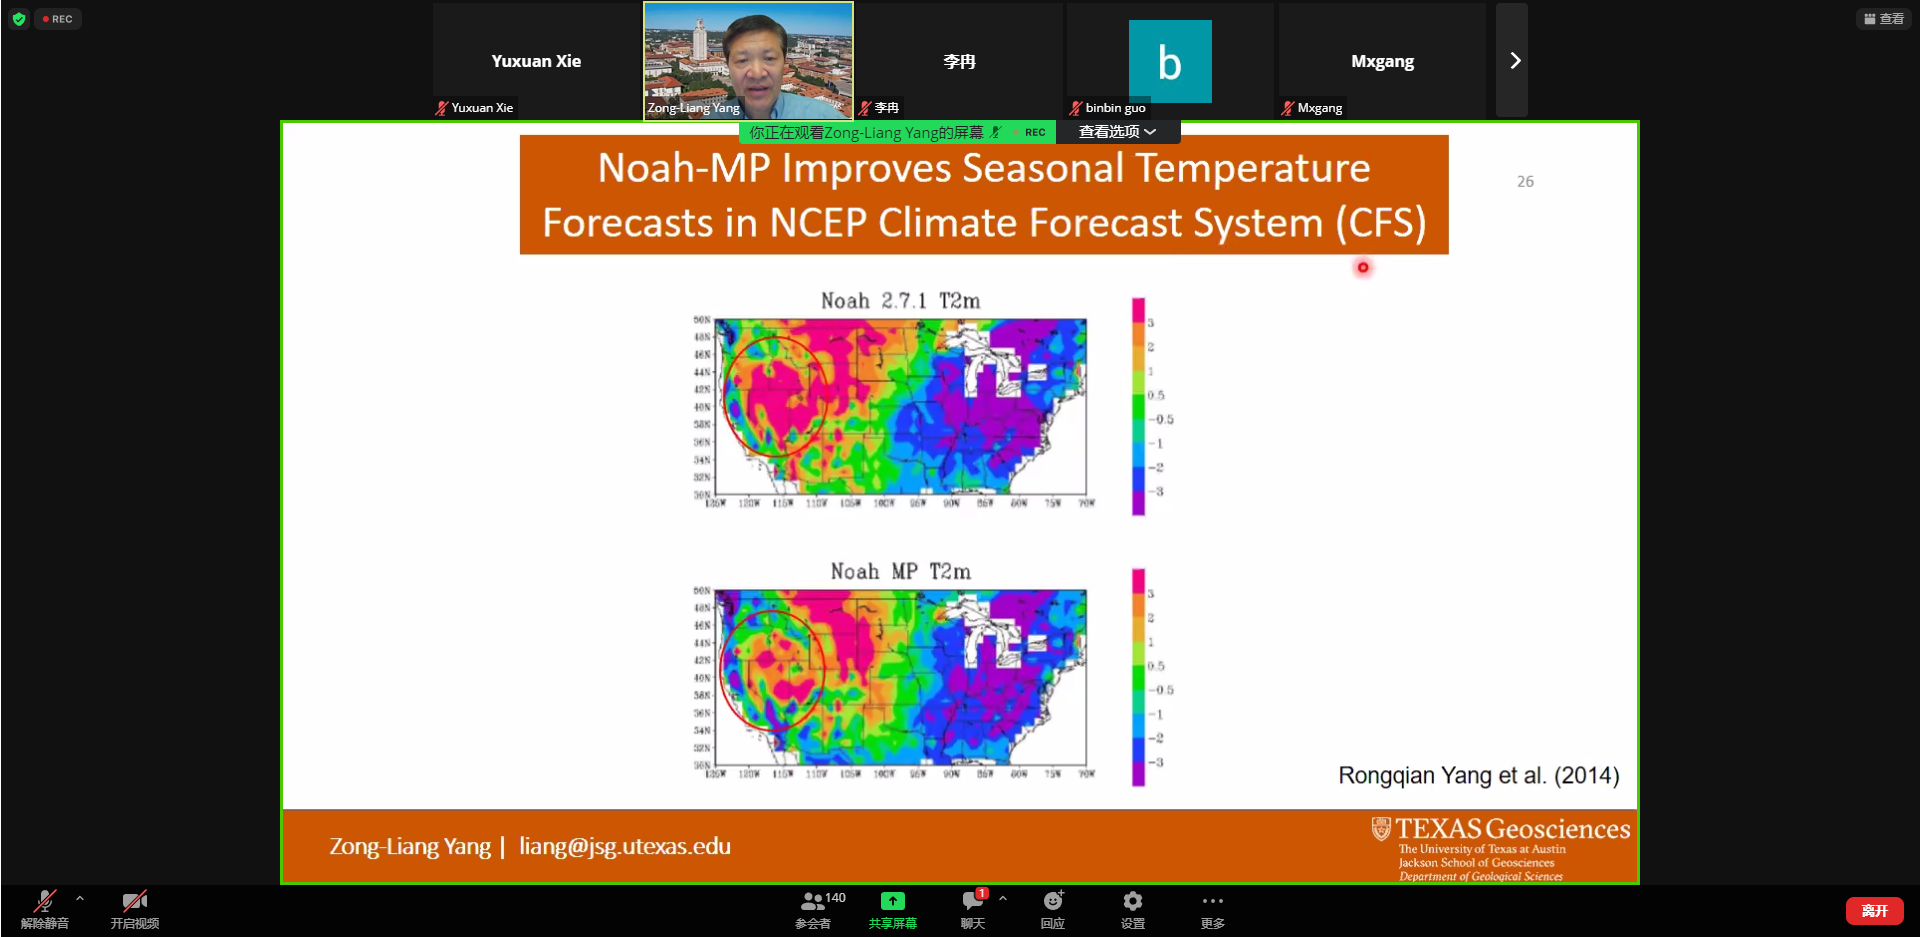 REC
查看
Yuxuan Xie
李冉
b
Mxgang
Yuxuan Xie
Zong-Liang Yang
李冉
binbin guo
Mxgang
你正在观看Zong-Liang Yang的屏幕
REC
查看选项
Noah-MP Improves Seasonal Temperature
Forecasts in NCEP Climate Forecast System (CFS)
26
Noah 2.7.1 T2m
50N
48N
46N
44N
42N
40N
38N
36N
34N
32N
30N
125W 120W 115W 110W 105W 100W 95W 90W 85W 80W 75W 70W
3
2
1
0.5
-0.5
-1
-2
-3
Noah MP T2m
50N
48N
46N
44N
42N
40N
38N
36N
34N
32N
30N
125W 120W 115W 110W 105W 100W 95W 90W 85W 80W 75W 70W
3
2
1
0.5
-0.5
-1
-2
-3
Rongqian Yang et al. (2014)
Zong-Liang Yang | liang@jsg.utexas.edu
TEXAS Geosciences
The University of Texas at Austin
Jackson School of Geosciences
Department of Geological Sciences
解除静音
开启视频
140
参会者
共享屏幕
1
聊天
回应
设置
更多
离开